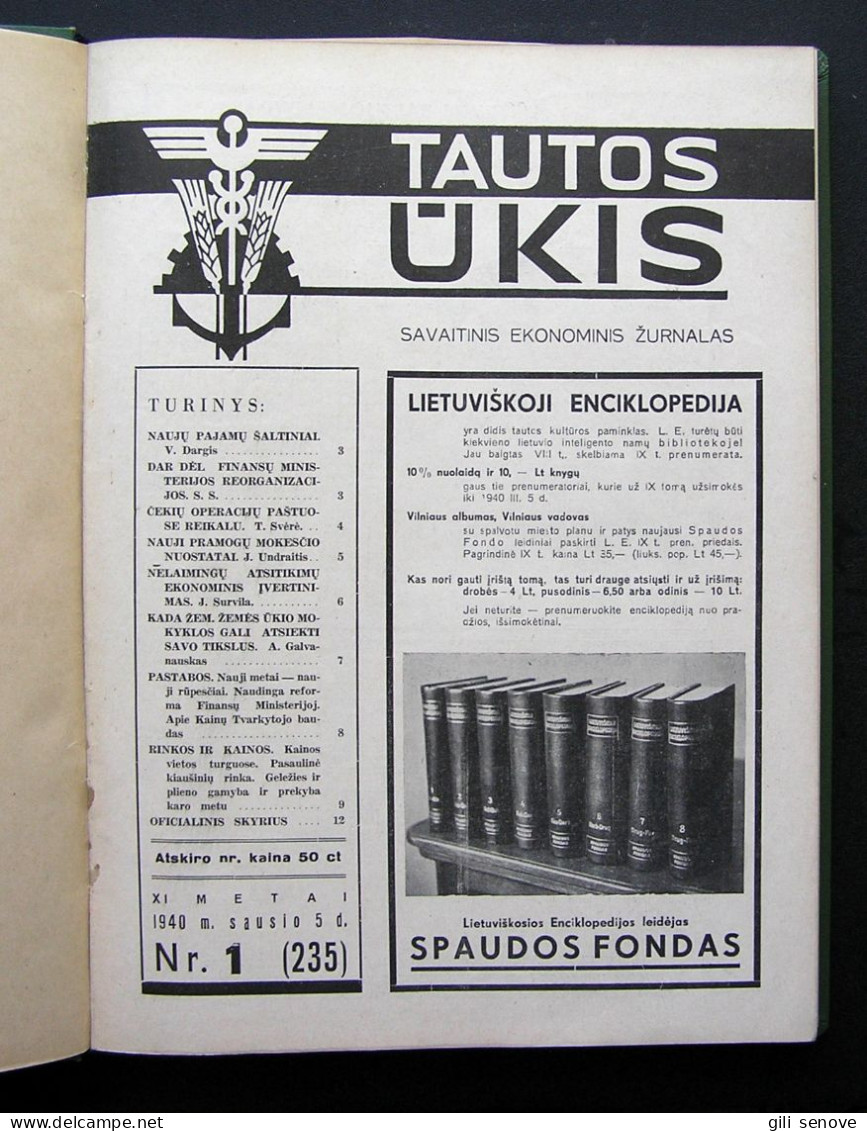 TAUTOS
ŪKIS
SAVAITINIS EKONOMINIS ŽURNALAS
TURINYS:
NAUJŲ PAJAMŲ ŠALTINIAI.
V. Dargis ................ 3
DAR DĖL FINANSŲ MINIS-
TERIJOS REORGANIZACI-
JOS. S. S. ................ 3
ČEKIŲ OPERACIJŲ PAŠTUO-
SE REIKALU. T. Svėrė. .. 4
NAUJI PRAMOGŲ MOKESČIO
NUOSTATAI. J. Undraitis.. 5
NELAIMINGŲ ATSITIKIMŲ
EKONOMINIS ĮVERTINI-
MAS. J. Survila. .......... 6
KADA ŽEM. ŽEMĖS ŪKIO MO-
KYKLOS GALI ATSIEKTI
SAVO TIKSLUS. A. Galva-
nauskas ................ 7
PASTABOS. Nauji metai — nau-
ji rūpesčiai. Naudinga refor-
ma Finansų Ministerijoj.
Apie Kainų Tvarkytojo bau-
das .................... 8
RINKOS IR KAINOS. Kainos
vietos turguose. Pasaulinė
kiaušinių rinka. Geležies ir
plieno gamyba ir prekyba
karo metu .............. 9
OFICIALINIS SKYRIUS .... 12
Atskiro nr. kaina 50 ct
XI METAI
1940 m. sausio 5 d.
Nr. 1 (235)
LIETUVIŠKOJI ENCIKLOPEDIJA
yra didis tautos kultūros paminklas. L. E. turėtų būti
kiekvieno lietuvio inteligento namų bibliotekoje!
Jau baigtas VIII t., skelbiama IX t. prenumerata.
10% nuolaidą ir 10,— Lt knygų
gaus tie prenumeratoriai, kurie už IX tomą užsimokės
iki 1940 III. 5 d.
Vilniaus albumas, Vilniaus vadovas
su spalvotu miesto planu ir patys naujausi Spaudos
Fondo leidiniai paskirti L. E. IX t. pren. priedais.
Pagrindinė IX t. kaina Lt 35,— (liuks. pop. Lt 45,—).
Kas nori gauti įrištą tomą, tas turi drauge atsiųsti ir už įrišimą:
drobės—4 Lt, pusodinis—6,50 arba odinis — 10 Lt.
Jei neturite — prenumeruokite enciklopediją nuo pra-
džios, išsimokėtinai.
1 2 3 4 5 6 7 8
Lietuviškosios Enciklopedijos leidėjas
SPAUDOS FONDAS
www.delcampe.net
gili senove